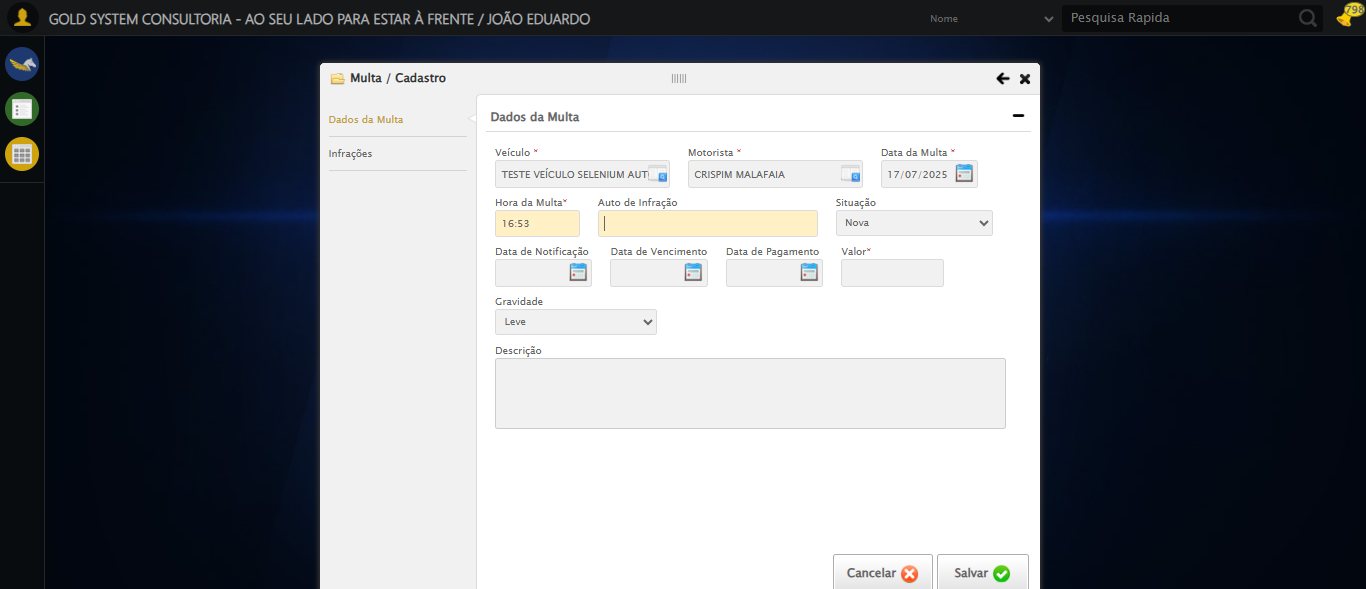 GOLD SYSTEM CONSULTORIA - AO SEU LADO PARA ESTAR À FRENTE / JOÃO EDUARDO
Nome
Pesquisa Rapida
798
Multa / Cadastro
Dados da Multa
Infrações
Dados da Multa
Veículo *
Motorista *
Data da Multa *
TESTE VEÍCULO SELENIUM AUT
CRISPIM MALAFAIA
17/07/2025
Hora da Multa*
Auto de Infração
Situação
16:53
Nova
Data de Notificação
Data de Vencimento
Data de Pagamento
Valor*
Gravidade
Leve
Descrição
Cancelar
Salvar